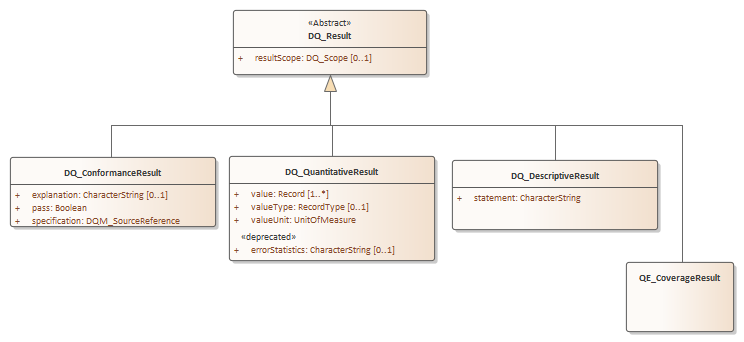 «Abstract»
DQ_Result
+ resultScope: DQ_Scope [0..1]
DQ_ConformanceResult
+ explanation: CharacterString [0..1]
+ pass: Boolean
+ specification: DQM_SourceReference
DQ_QuantitativeResult
+ value: Record [1..*]
+ valueType: RecordType [0..1]
+ valueUnit: UnitOfMeasure
«deprecated»
+ errorStatistics: CharacterString [0..1]
DQ_DescriptiveResult
+ statement: CharacterString
QE_CoverageResult